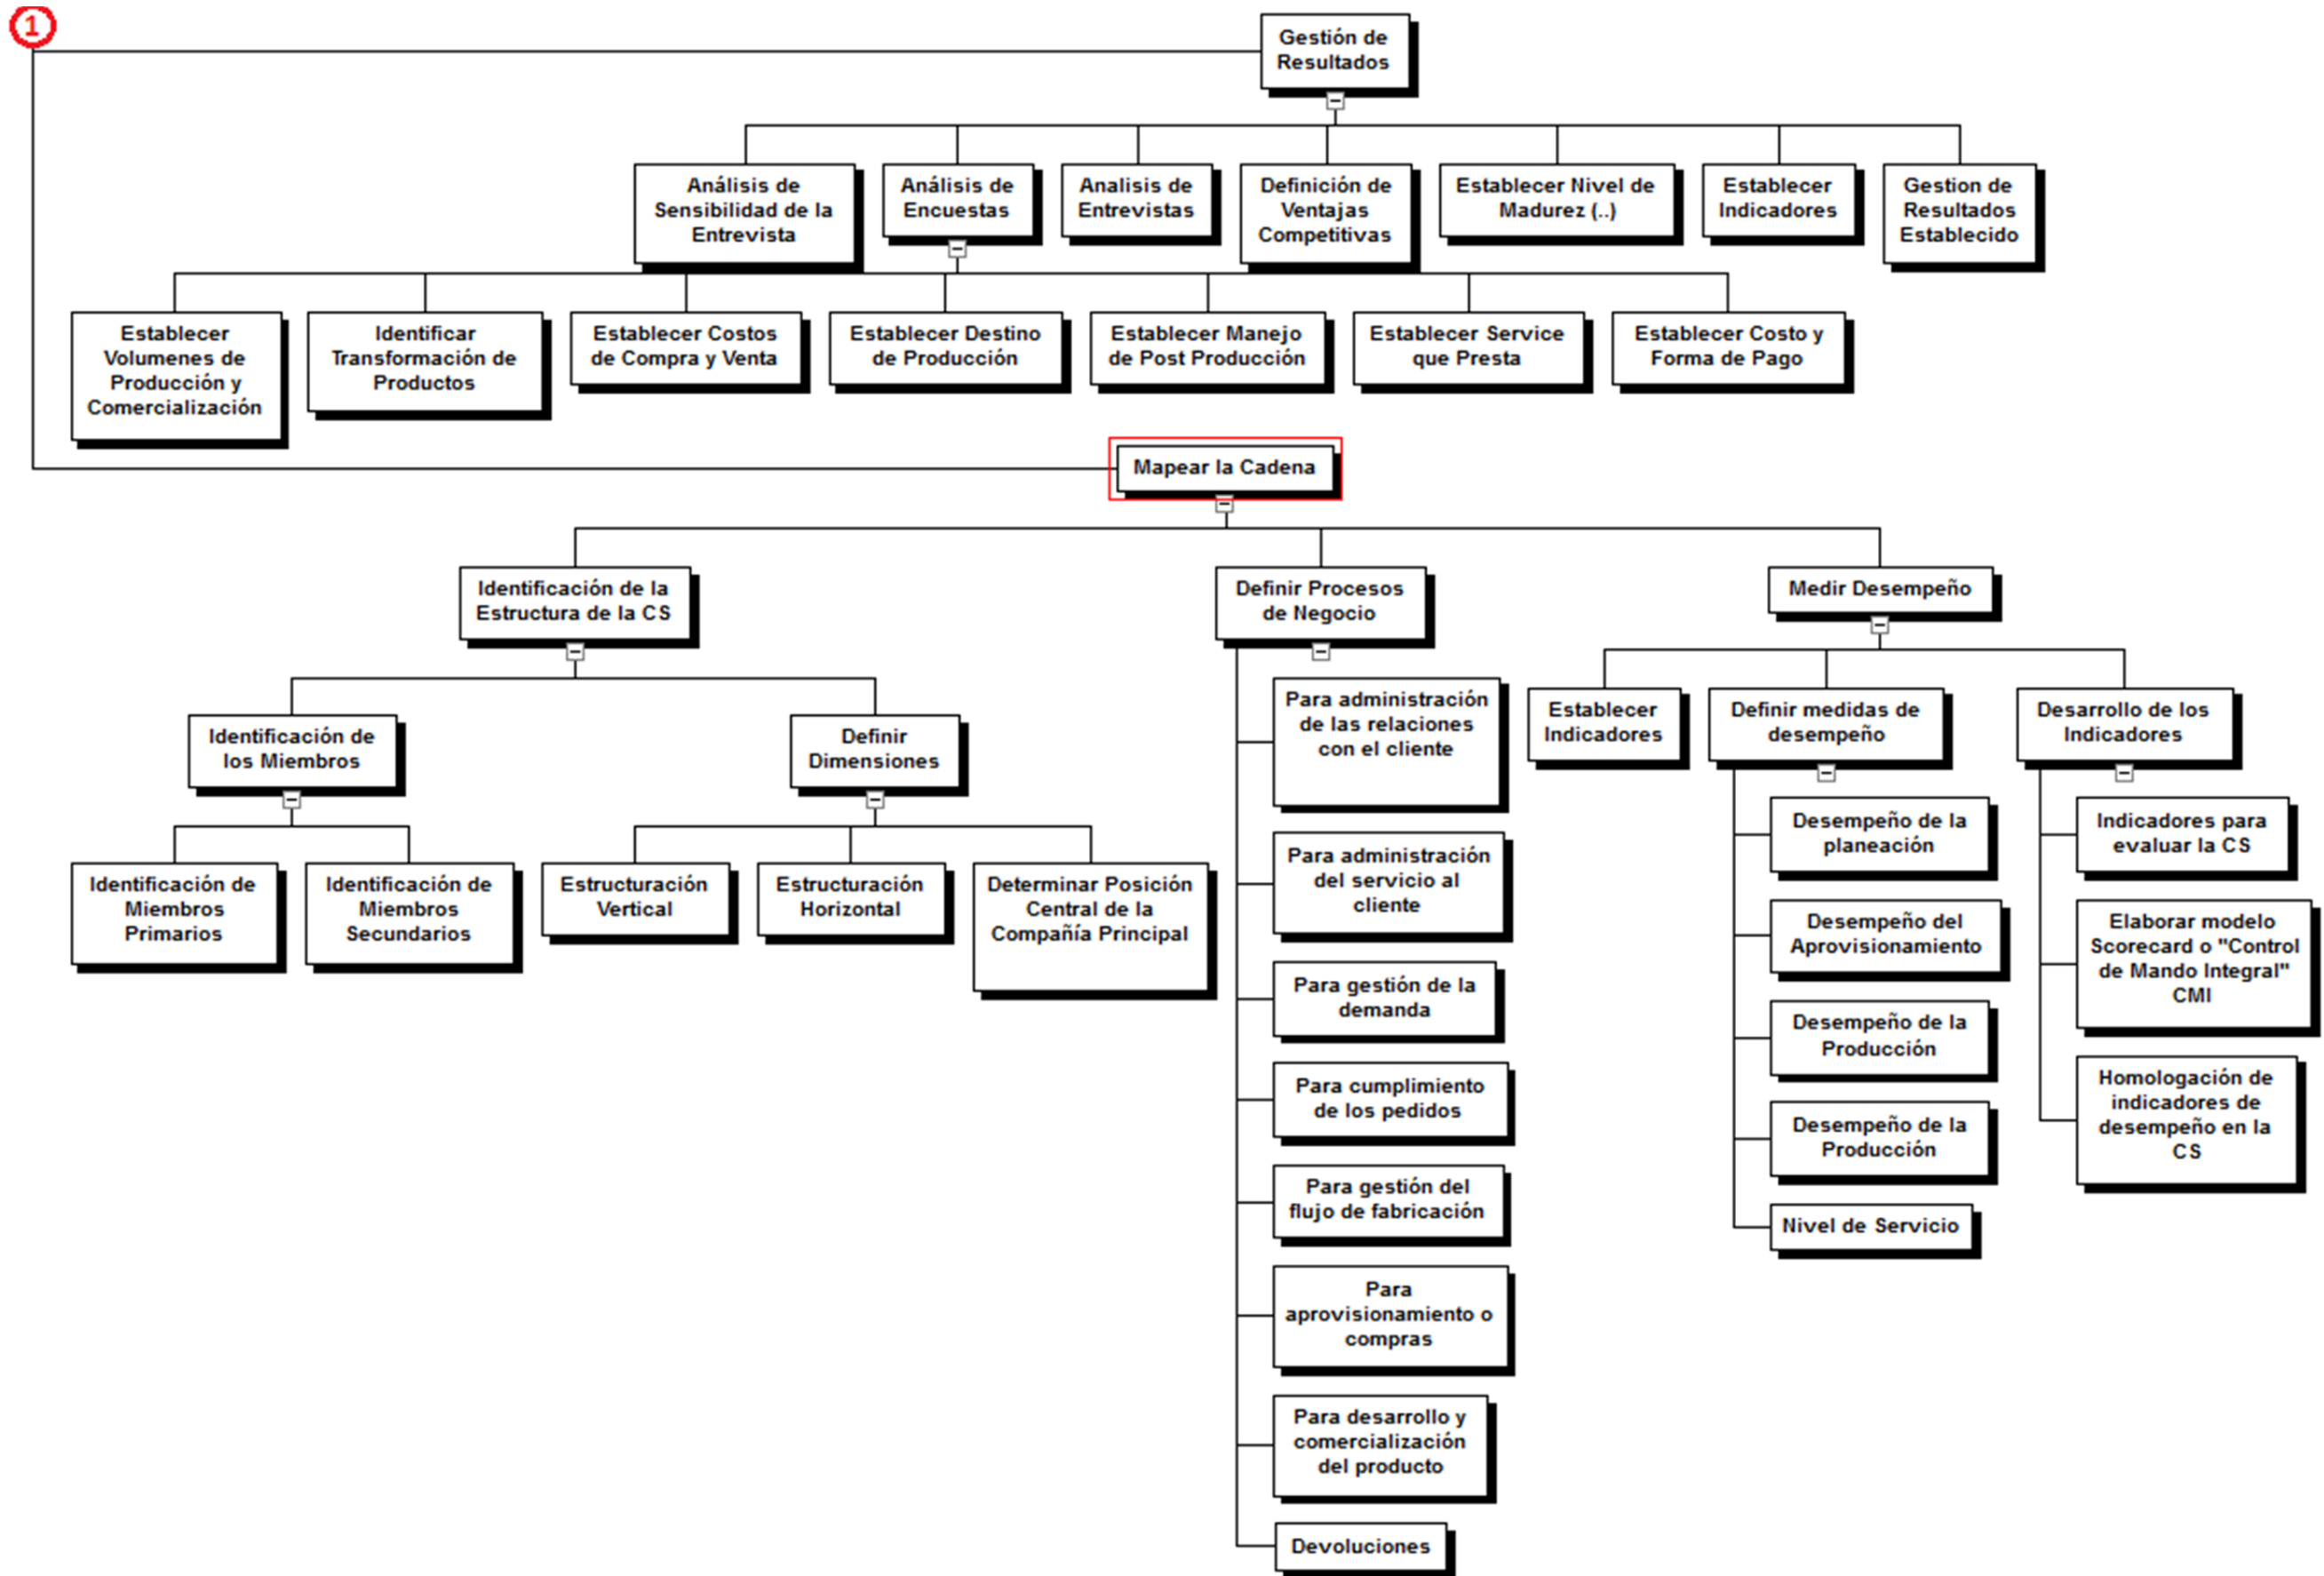 1
Gestión de
Resultados
Análisis de
Sensibilidad de la
Entrevista
Análisis de
Encuestas
Analisis de
Entrevistas
Definición de
Ventajas
Competitivas
Establecer Nivel de
Madurez (..)
Establecer
Indicadores
Gestion de
Resultados
Establecido
Establecer
Volumenes de
Producción y
Comercialización
Identificar
Transformación de
Productos
Establecer Costos
de Compra y Venta
Establecer Destino
de Producción
Establecer Manejo
de Post Producción
Establecer Service
que Presta
Establecer Costo y
Forma de Pago
Mapear la Cadena
Identificación de la
Estructura de la CS
Definir Procesos
de Negocio
Medir Desempeño
Identificación de
los Miembros
Definir
Dimensiones
Identificación de
Miembros
Primarios
Identificación de
Miembros
Secundarios
Estructuración
Vertical
Estructuración
Horizontal
Determinar Posición
Central de la
Compañía Principal
Para administración
de las relaciones
con el cliente
Para administración
del servicio al
cliente
Para gestión de la
demanda
Para cumplimiento
de los pedidos
Para gestión del
flujo de fabricación
Para
aprovisionamiento o
compras
Para desarrollo y
comercialización
del producto
Devoluciones
Establecer
Indicadores
Definir medidas de
desempeño
Desarrollo de los
Indicadores
Desempeño de la
planeación
Desempeño del
Aprovisionamiento
Desempeño de la
Producción
Desempeño de la
Producción
Nivel de Servicio
Indicadores para
evaluar la CS
Elaborar modelo
Scorecard o "Control
de Mando Integral"
CMI
Homologación de
indicadores de
desempeño en la
CS